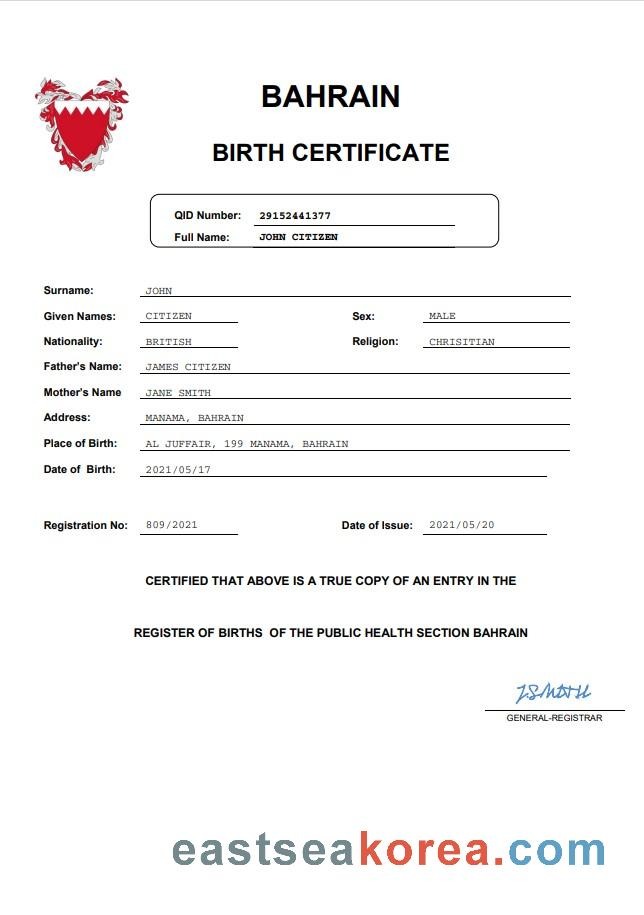 BAHRAIN
BIRTH CERTIFICATE
QID Number: 29152441377
Full Name: JOHN CITIZEN
Surname: JOHN
Given Names: CITIZEN Sex: MALE
Nationality: BRITISH Religion: CHRISITIAN
Father's Name: JAMES CITIZEN
Mother's Name JANE SMITH
Address: MANAMA, BAHRAIN
Place of Birth: AL JUFFAIR, 199 MANAMA, BAHRAIN
Date of Birth: 2021/05/17
Registration No: 809/2021 Date of Issue: 2021/05/20
CERTIFIED THAT ABOVE IS A TRUE COPY OF AN ENTRY IN THE
REGISTER OF BIRTHS OF THE PUBLIC HEALTH SECTION BAHRAIN
J.SMITH
GENERAL-REGISTRAR
eastseakorea.com